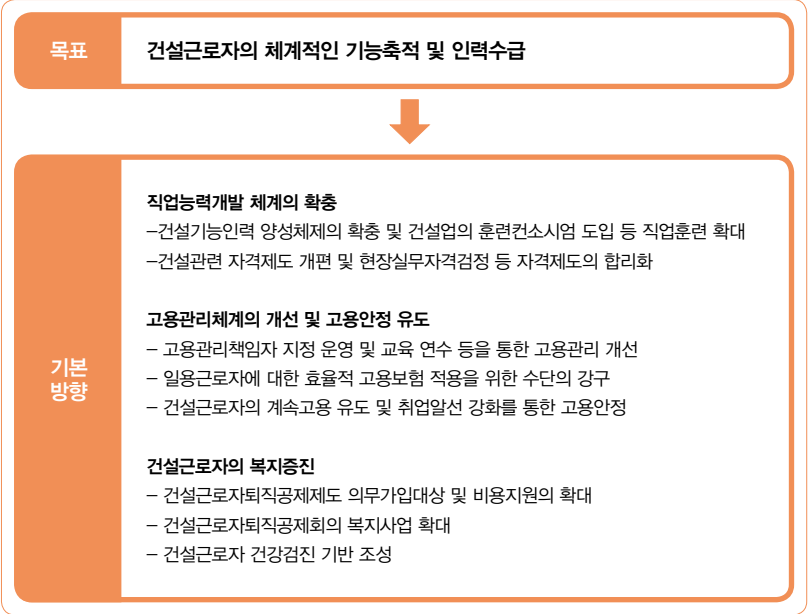 목표
건설근로자의 체계적인 기능축적 및 인력수급
기본
방향
직업능력개발 체계의 확충
–건설기능인력 양성체제의 확충 및 건설업의 훈련컨소시엄 도입 등 직업훈련 확대
–건설관련 자격제도 개편 및 현장실무자격검정 등 자격제도의 합리화
고용관리체계의 개선 및 고용안정 유도
– 고용관리책임자 지정 운영 및 교육 연수 등을 통한 고용관리 개선
– 일용근로자에 대한 효율적 고용보험 적용을 위한 수단의 강구
– 건설근로자의 계속고용 유도 및 취업알선 강화를 통한 고용안정
건설근로자의 복지증진
– 건설근로자퇴직공제제도 의무가입대상 및 비용지원의 확대
– 건설근로자퇴직공제회의 복지사업 확대
– 건설근로자 건강검진 기반 조성